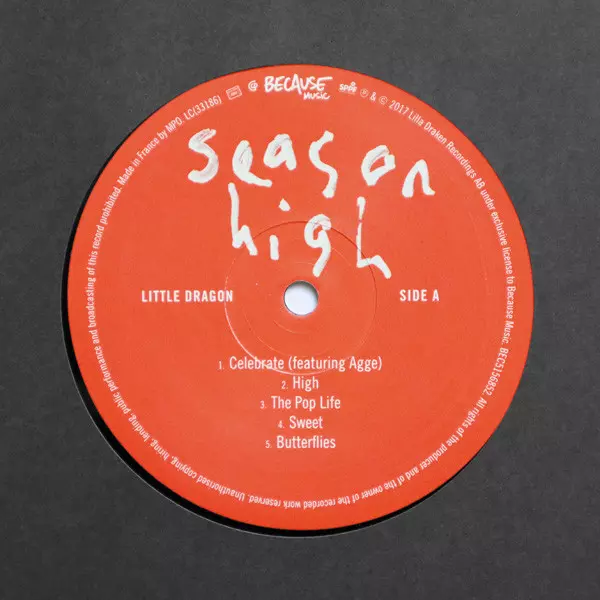 Made in France by MPO. LC(33186) @ BECAUSE MUSIC ℗ & © 2017 Lilla Draken Recordings AB under exclusive license to Because Music. BEC5156852. All rights of the producer and of the owner of the recorded work reserved. Unauthorised copying, hiring, lending, public performance and broadcasting of this record prohibited.
season
high
LITTLE DRAGON SIDE A
1. Celebrate (featuring Agge)
2. High
3. The Pop Life
4. Sweet
5. Butterflies